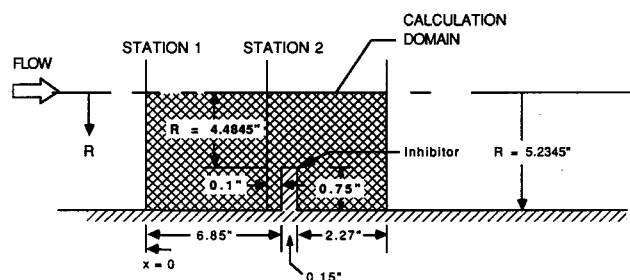 CALCULATION
DOMAIN
STATION 1
STATION 2
FLOW
R
R = 4.4845"
Inhibitor
R = 5.2345"
0.1"
0.75"
6.85"
2.27"
x = 0
0.15"